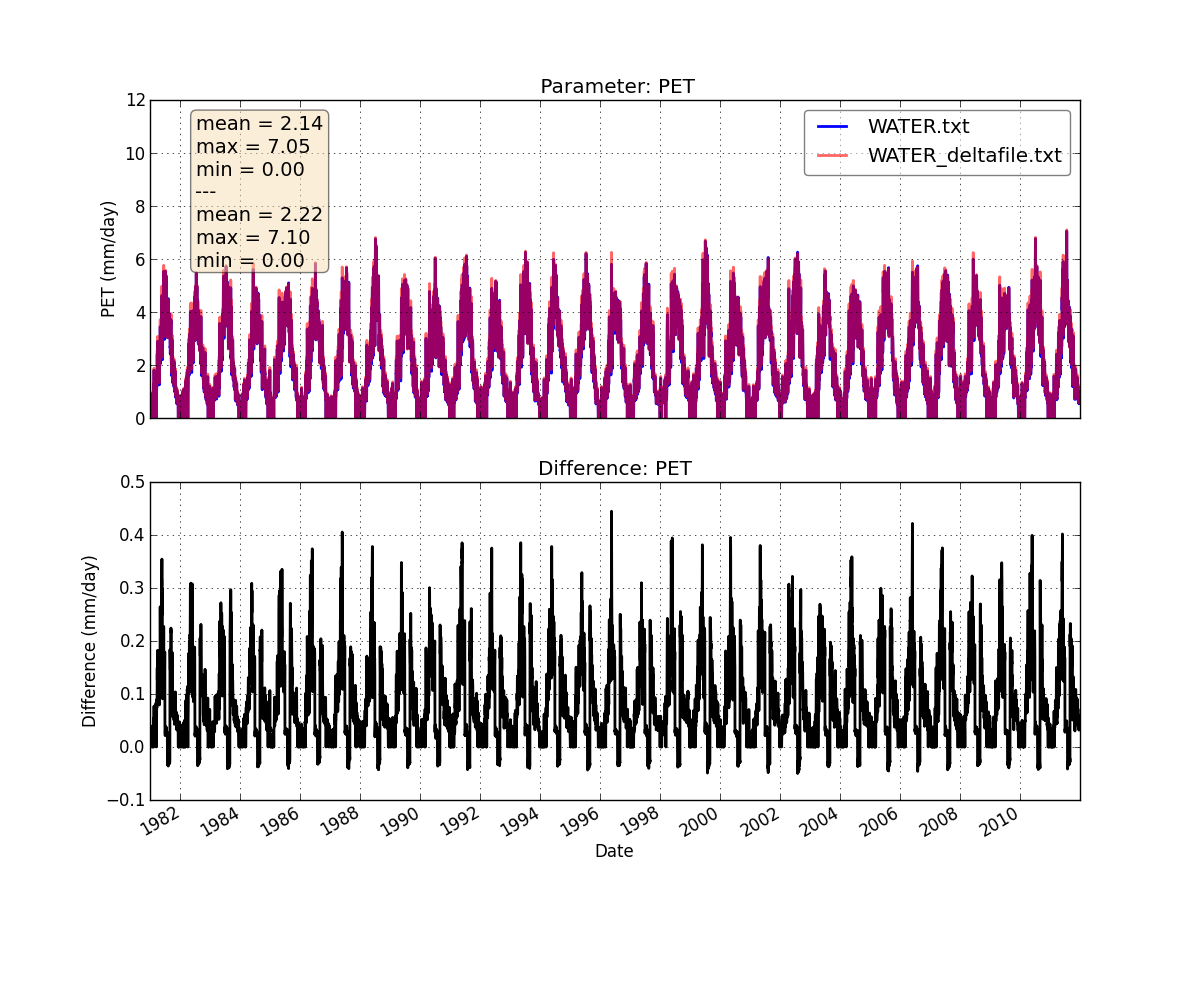 Parameter: PET
12
10
8
6
4
2
0
PET (mm/day)
mean = 2.14
max = 7.05
min = 0.00
---
mean = 2.22
max = 7.10
min = 0.00
WATER.txt
WATER_deltafile.txt
Difference: PET
0.5
0.4
0.3
0.2
0.1
0.0
−0.1
Difference (mm/day)
1982 1984 1986 1988 1990 1992 1994 1996 1998 2000 2002 2004 2006 2008 2010
Date